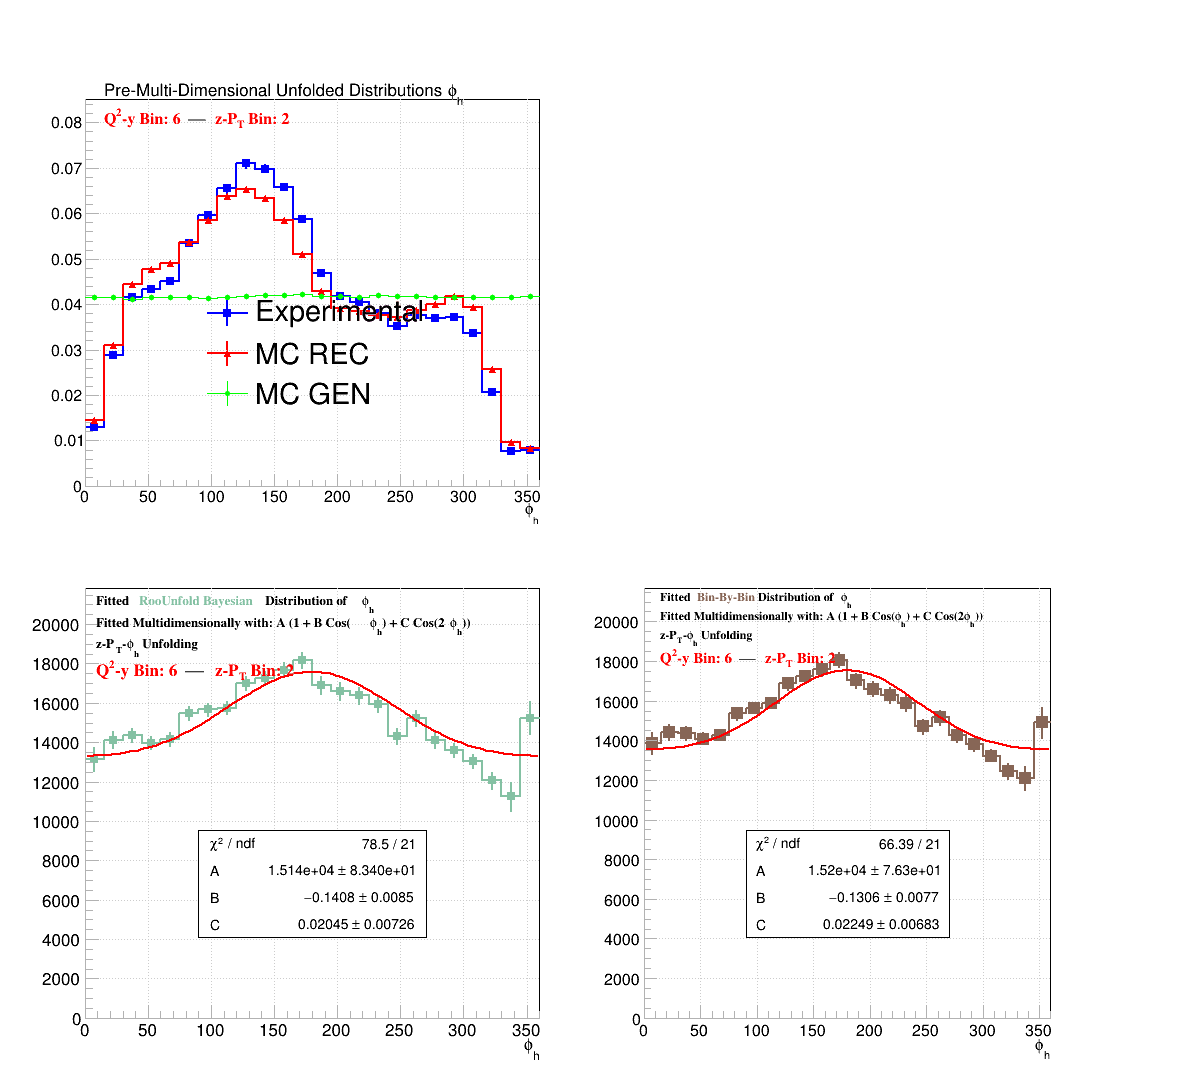 Pre-Multi-Dimensional Unfolded Distributions ϕh
Q2-y Bin: 6 — z-PT Bin: 2
0.08
0.07
0.06
0.05
0.04
0.03
0.02
0.01
0
Experimental
MC REC
MC GEN
0 50 100 150 200 250 300 350
ϕh
Fitted RooUnfold Bayesian Distribution of ϕh
Fitted Multidimensionally with: A (1 + B Cos( ϕh) + C Cos(2 ϕh))
z-PT-ϕh Unfolding
Q2-y Bin: 6 — z-PT Bin: 2
20000
18000
16000
14000
12000
10000
8000
6000
4000
2000
0
χ2 / ndf 78.5 / 21
A 1.514e+04 ± 8.340e+01
B −0.1408 ± 0.0085
C 0.02045 ± 0.00726
0 50 100 150 200 250 300 350
ϕh
Fitted Bin-By-Bin Distribution of ϕh
Fitted Multidimensionally with: A (1 + B Cos(ϕh) + C Cos(2ϕh))
z-PT-ϕh Unfolding
Q2-y Bin: 6 — z-PT Bin: 2
20000
18000
16000
14000
12000
10000
8000
6000
4000
2000
0
χ2 / ndf 66.39 / 21
A 1.52e+04 ± 7.63e+01
B −0.1306 ± 0.0077
C 0.02249 ± 0.00683
0 50 100 150 200 250 300 350
ϕh